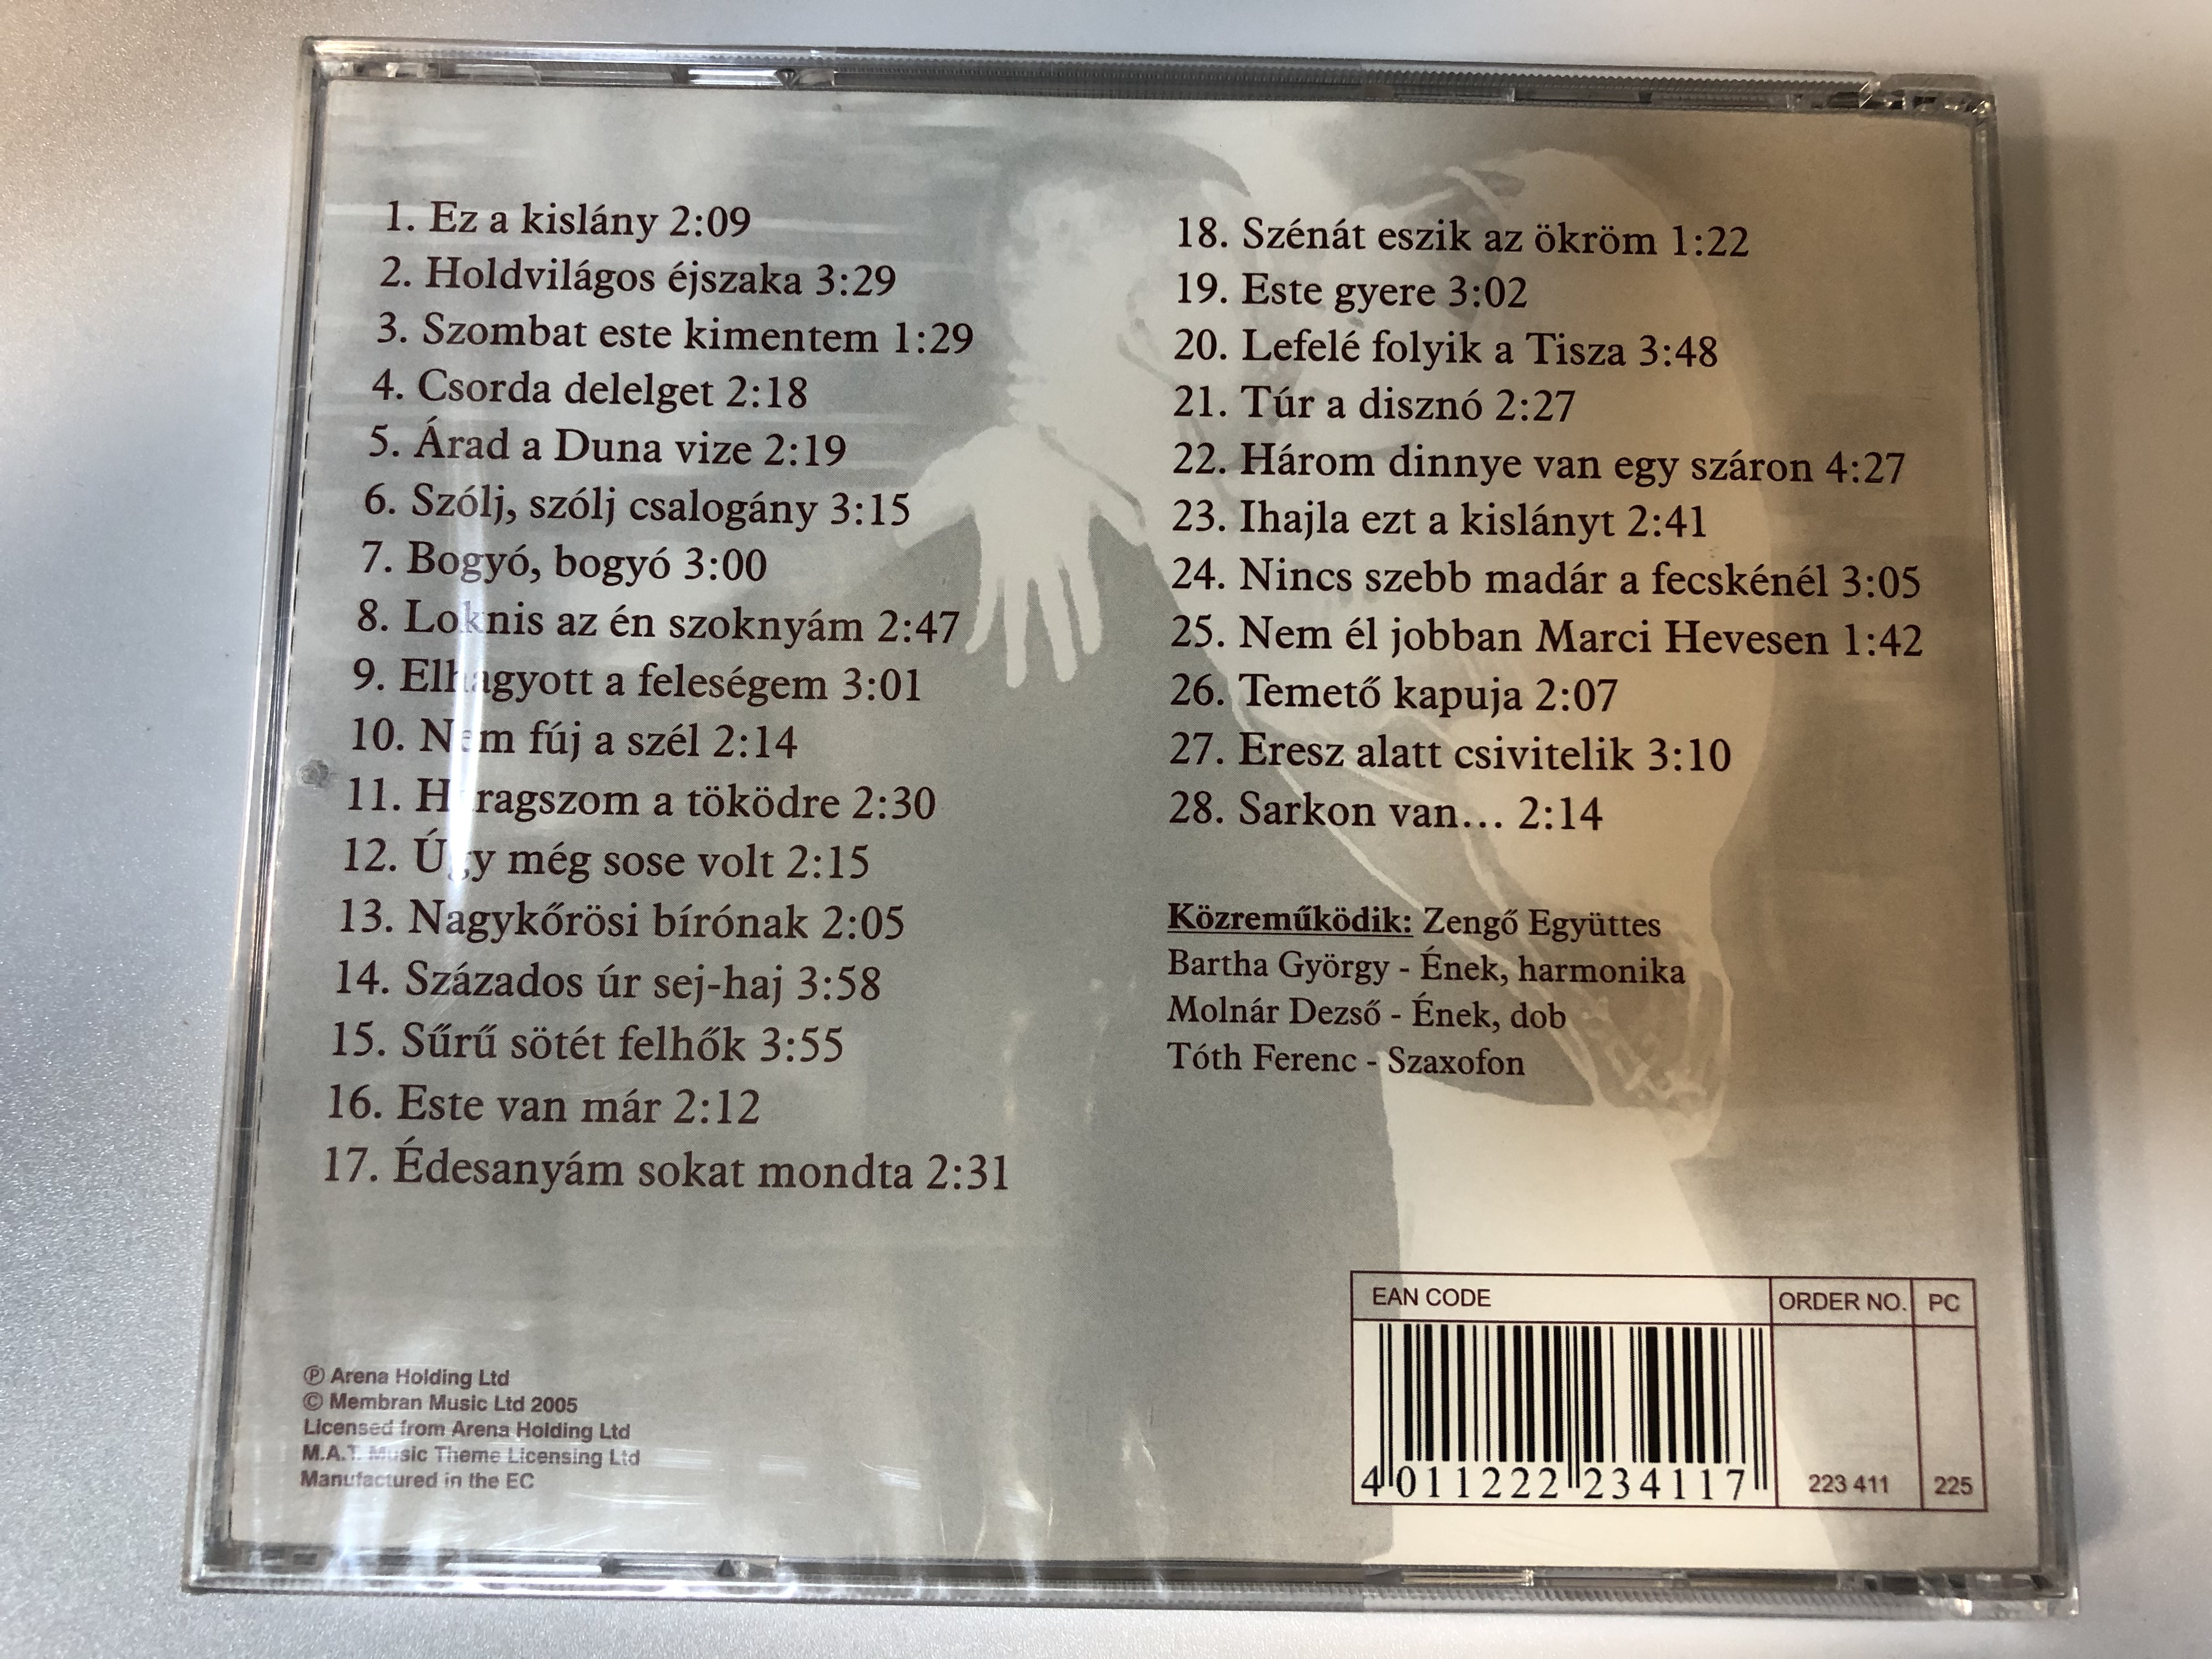 1. Ez a kislány 2:09
2. Holdvilágos éjszaka 3:29
3. Szombat este kimentem 1:29
4. Csorda delelget 2:18
5. Árad a Duna vize 2:19
6. Szólj, szólj csalogány 3:15
7. Bogyó, bogyó 3:00
8. Loknis az én szoknyám 2:47
9. Elhagyott a feleségem 3:01
10. Nem fúj a szél 2:14
11. Haragszom a töködre 2:30
12. Úgy még sose volt 2:15
13. Nagykőrösi bírónak 2:05
14. Százados úr sej-haj 3:58
15. Sűrű sötét felhők 3:55
16. Este van már 2:12
17. Édesanyám sokat mondta 2:31
18. Szénát eszik az ökröm 1:22
19. Este gyere 3:02
20. Lefelé folyik a Tisza 3:48
21. Túr a disznó 2:27
22. Három dinnye van egy száron 4:27
23. Ihajla ezt a kislányt 2:41
24. Nincs szebb madár a fecskénél 3:05
25. Nem él jobban Marci Hevesen 1:42
26. Temető kapuja 2:07
27. Eresz alatt csivitelik 3:10
28. Sarkon van... 2:14
Közreműködik: Zengő Együttes
Bartha György - Ének, harmonika
Molnár Dezső - Ének, dob
Tóth Ferenc - Szaxofon
℗ Arena Holding Ltd
© Membran Music Ltd 2005
Licensed from Arena Holding Ltd
M.A.T. Music Theme Licensing Ltd
Manufactured in the EC
EAN CODE ORDER NO. PC
4 011222 234117 223 411 225